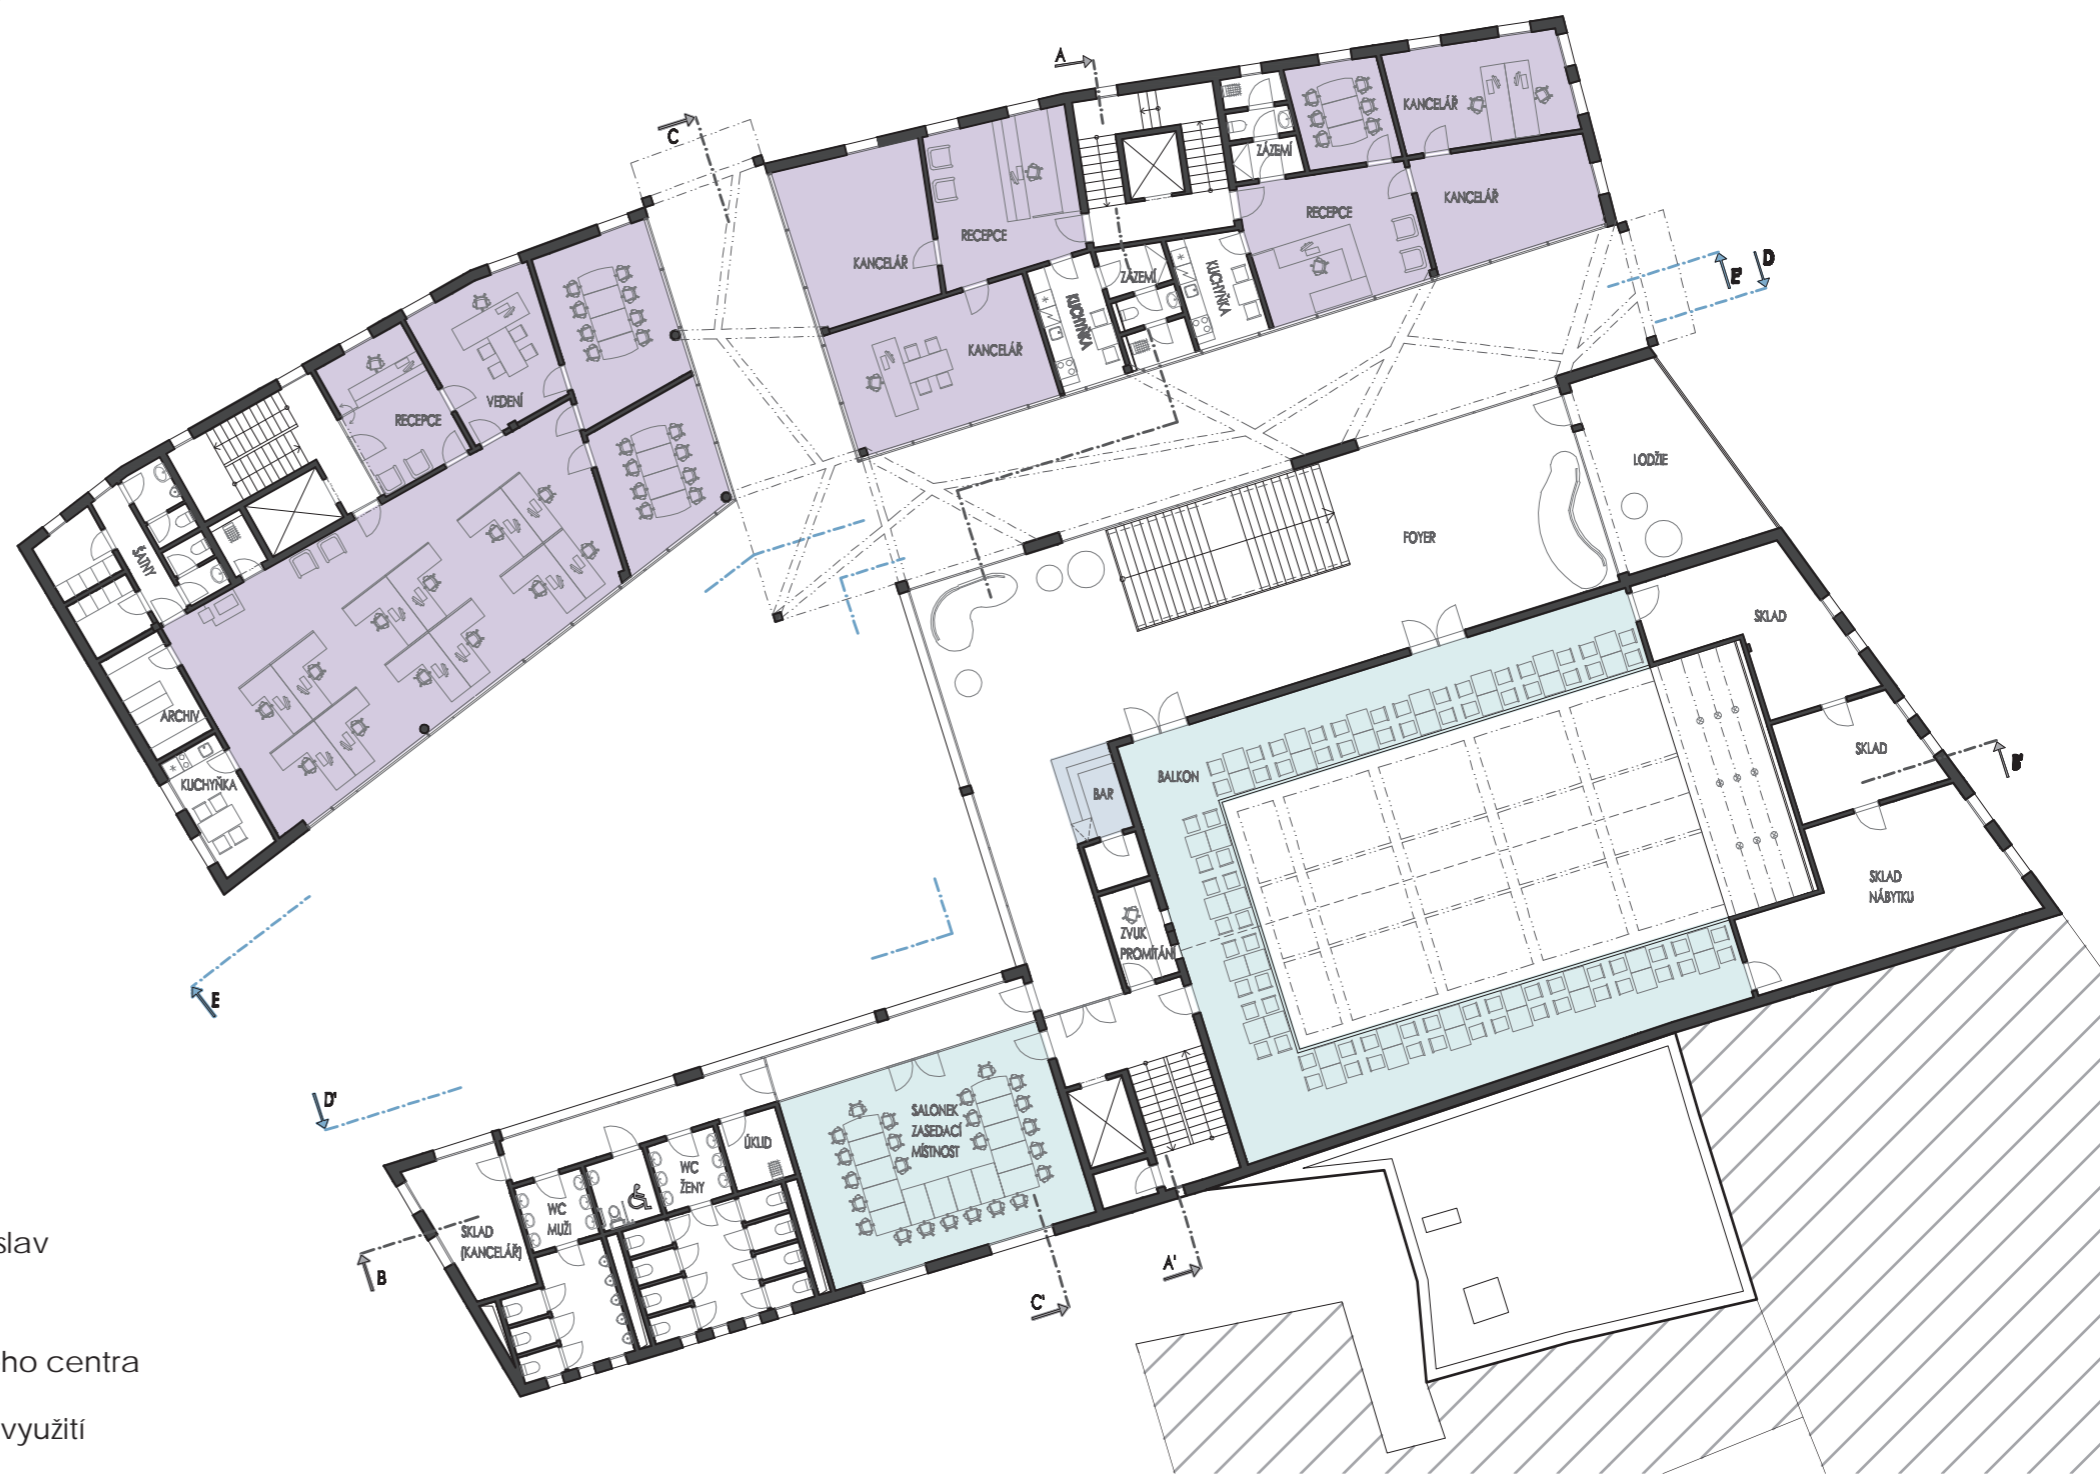 A
C
KANCELÁŘ
ZÁZEMÍ
KANCELÁŘ
RECEPCE
RECEPCE
KANCELÁŘ
ZÁZEMÍ
KUCHYŇKA
KUCHYŇKA
KANCELÁŘ
E'
D
VEDENÍ
RECEPCE
LODŽIE
FOYER
ŠATNY
SKLAD
ARCHIV
KUCHYŇKA
BALKON
BAR
SKLAD
B'
SKLAD
NÁBYTKU
ZVUK
PROMÍTÁNÍ
E
D'
SALONEK
ZASEDACÍ
MÍSTNOST
ÚKLID
WC
ŽENY
WC
MUŽI
SKLAD
(KANCELÁŘ)
B
A'
C'
slav
ho centra
využití